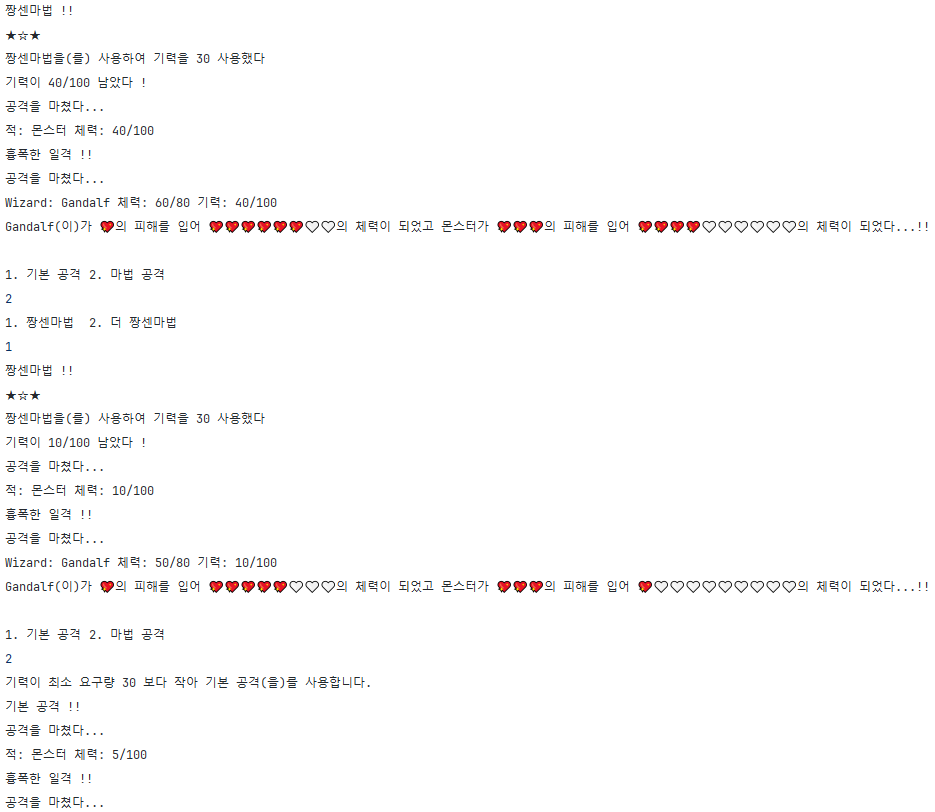 짱센마법 !!
★☆★
짱센마법을(를) 사용하여 기력을 30 사용했다
기력이 40/100 남았다 !
공격을 마쳤다...
적: 몬스터 체력: 40/100
흉폭한 일격 !!
공격을 마쳤다...
Wizard: Gandalf 체력: 60/80 기력: 40/100
Gandalf(이)가 💖의 피해를 입어 💖💖💖💖💖💖🤍🤍의 체력이 되었고 몬스터가 💖💖💖의 피해를 입어 💖💖💖💖🤍🤍🤍🤍🤍🤍의 체력이 되었다...!!
1. 기본 공격 2. 마법 공격
2
1. 짱센마법  2. 더 짱센마법
1
짱센마법 !!
★☆★
짱센마법을(를) 사용하여 기력을 30 사용했다
기력이 10/100 남았다 !
공격을 마쳤다...
적: 몬스터 체력: 10/100
흉폭한 일격 !!
공격을 마쳤다...
Wizard: Gandalf 체력: 50/80 기력: 10/100
Gandalf(이)가 💖의 피해를 입어 💖💖💖💖💖🤍🤍🤍의 체력이 되었고 몬스터가 💖💖💖의 피해를 입어 💖🤍🤍🤍🤍🤍🤍🤍🤍🤍의 체력이 되었다...!!
1. 기본 공격 2. 마법 공격
2
기력이 최소 요구량 30 보다 작아 기본 공격(을)를 사용합니다.
기본 공격 !!
공격을 마쳤다...
적: 몬스터 체력: 5/100
흉폭한 일격 !!
공격을 마쳤다...